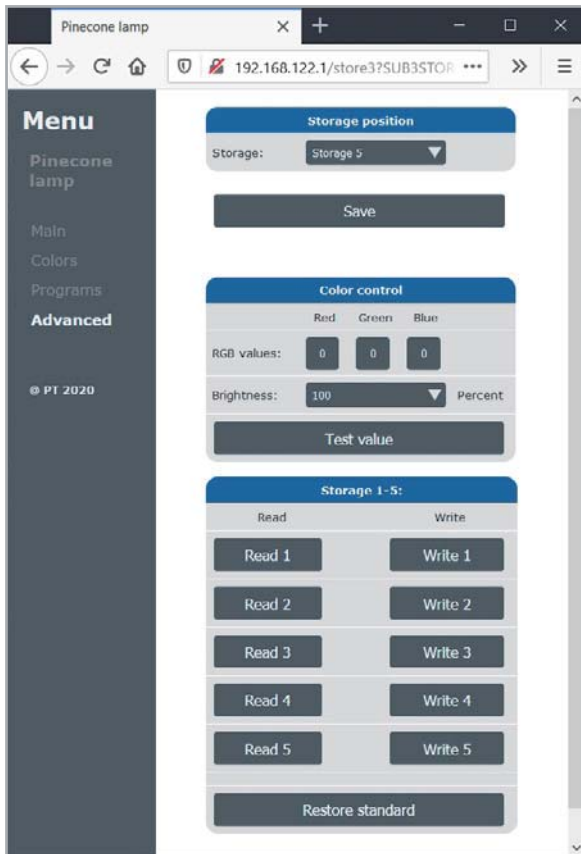 Pinecone lamp
192.168.122.1/store3?SUB3STOR
Menu
Pinecone
lamp
Main
Colors
Programs
Advanced
@ PT 2020
Storage position
Storage: Storage 5
Save
Color control
Red Green Blue
RGB values: 0 0 0
Brightness: 100 Percent
Test value
Storage 1-5:
Read Write
Read 1 Write 1
Read 2 Write 2
Read 3 Write 3
Read 4 Write 4
Read 5 Write 5
Restore standard